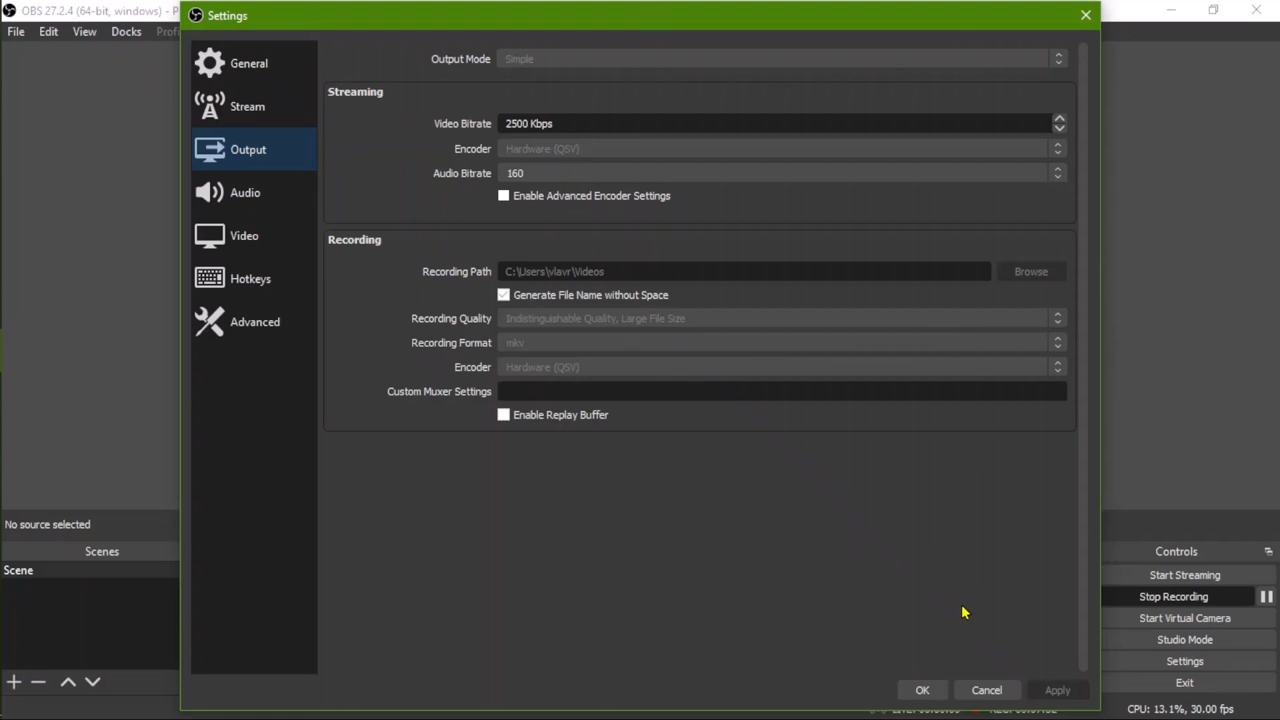 OBS 27.2.4 (64-bit, windows) - P
Settings
File Edit View Docks Profi
General
Stream
Output
Audio
Video
Hotkeys
Advanced
Output Mode Simple
Streaming
Video Bitrate 2500 Kbps
Encoder Hardware (QSV)
Audio Bitrate 160
Enable Advanced Encoder Settings
Recording
Recording Path C:\Users\vlavr\Videos Browse
Generate File Name without Space
Recording Quality Indistinguishable Quality, Large File Size
Recording Format mkv
Encoder Hardware (QSV)
Custom Muxer Settings
Enable Replay Buffer
No source selected
Scenes
Scene
Controls
Start Streaming
Stop Recording
Start Virtual Camera
Studio Mode
Settings
Exit
OK Cancel Apply
CPU: 13.1%, 30.00 fps